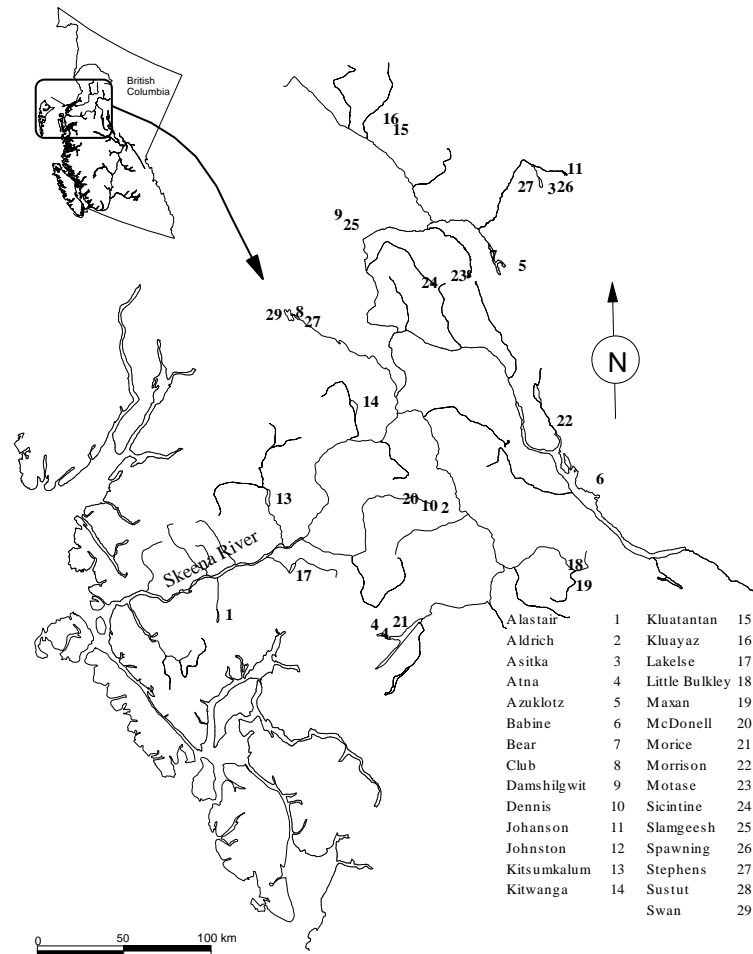 British
Columbia
16
15
11
27 3 26
9
25
5
24 23
29 8
27
N
14
22
6
13
20 10 2
Skeena River
17
18
19
1
4 21
4
7
Alastair 1 Kluatantan 15
Aldrich 2 Kluayaz 16
Asitka 3 Lakelse 17
Atna 4 Little Bulkley 18
Azuklotz 5 Maxan 19
Babine 6 McDonell 20
Bear 7 Morice 21
Club 8 Morrison 22
Damshilgwit 9 Motase 23
Dennis 10 Sicintine 24
Johanson 11 Slamgeesh 25
Johnston 12 Spawning 26
Kitsumkalum 13 Stephens 27
Kitwanga 14 Sustut 28
Swan 29
0 50 100 km